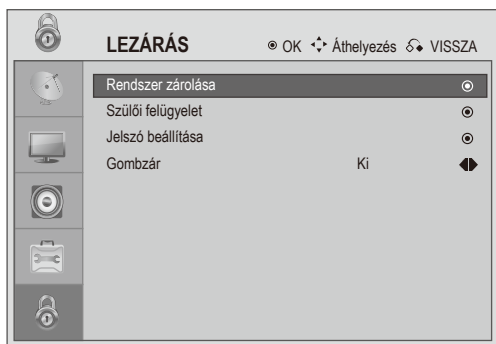 LEZÁRÁS OK Áthelyezés VISSZA
Rendszer zárolása
Szülői felügyelet
Jelszó beállítása
Gombzár Ki